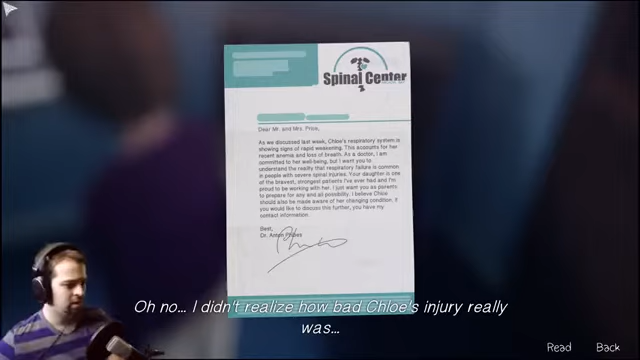 Spinal Center
Dear Mr. and Mrs. Price,
As we discussed last week, Chloe's respiratory system is
showing signs of rapid weakening. This accounts for her
recent anemia and loss of breath. As a doctor, I am
committed to her well-being, but I want you to
understand the reality that respiration failure is common
in people with severe spinal injuries. Your daughter is one
of the bravest, strongest patients I've ever had and I'm
proud to be working with her. I just want you as parents
to prepare for any and all possibility. I believe Chloe
should also be made aware of her changing condition. If
you would like to discuss this further, you have my
contact information.
Best,
Dr. Anton Phibes
Oh no... I didn't realize how bad Chloe's injury really
was...
Read Back